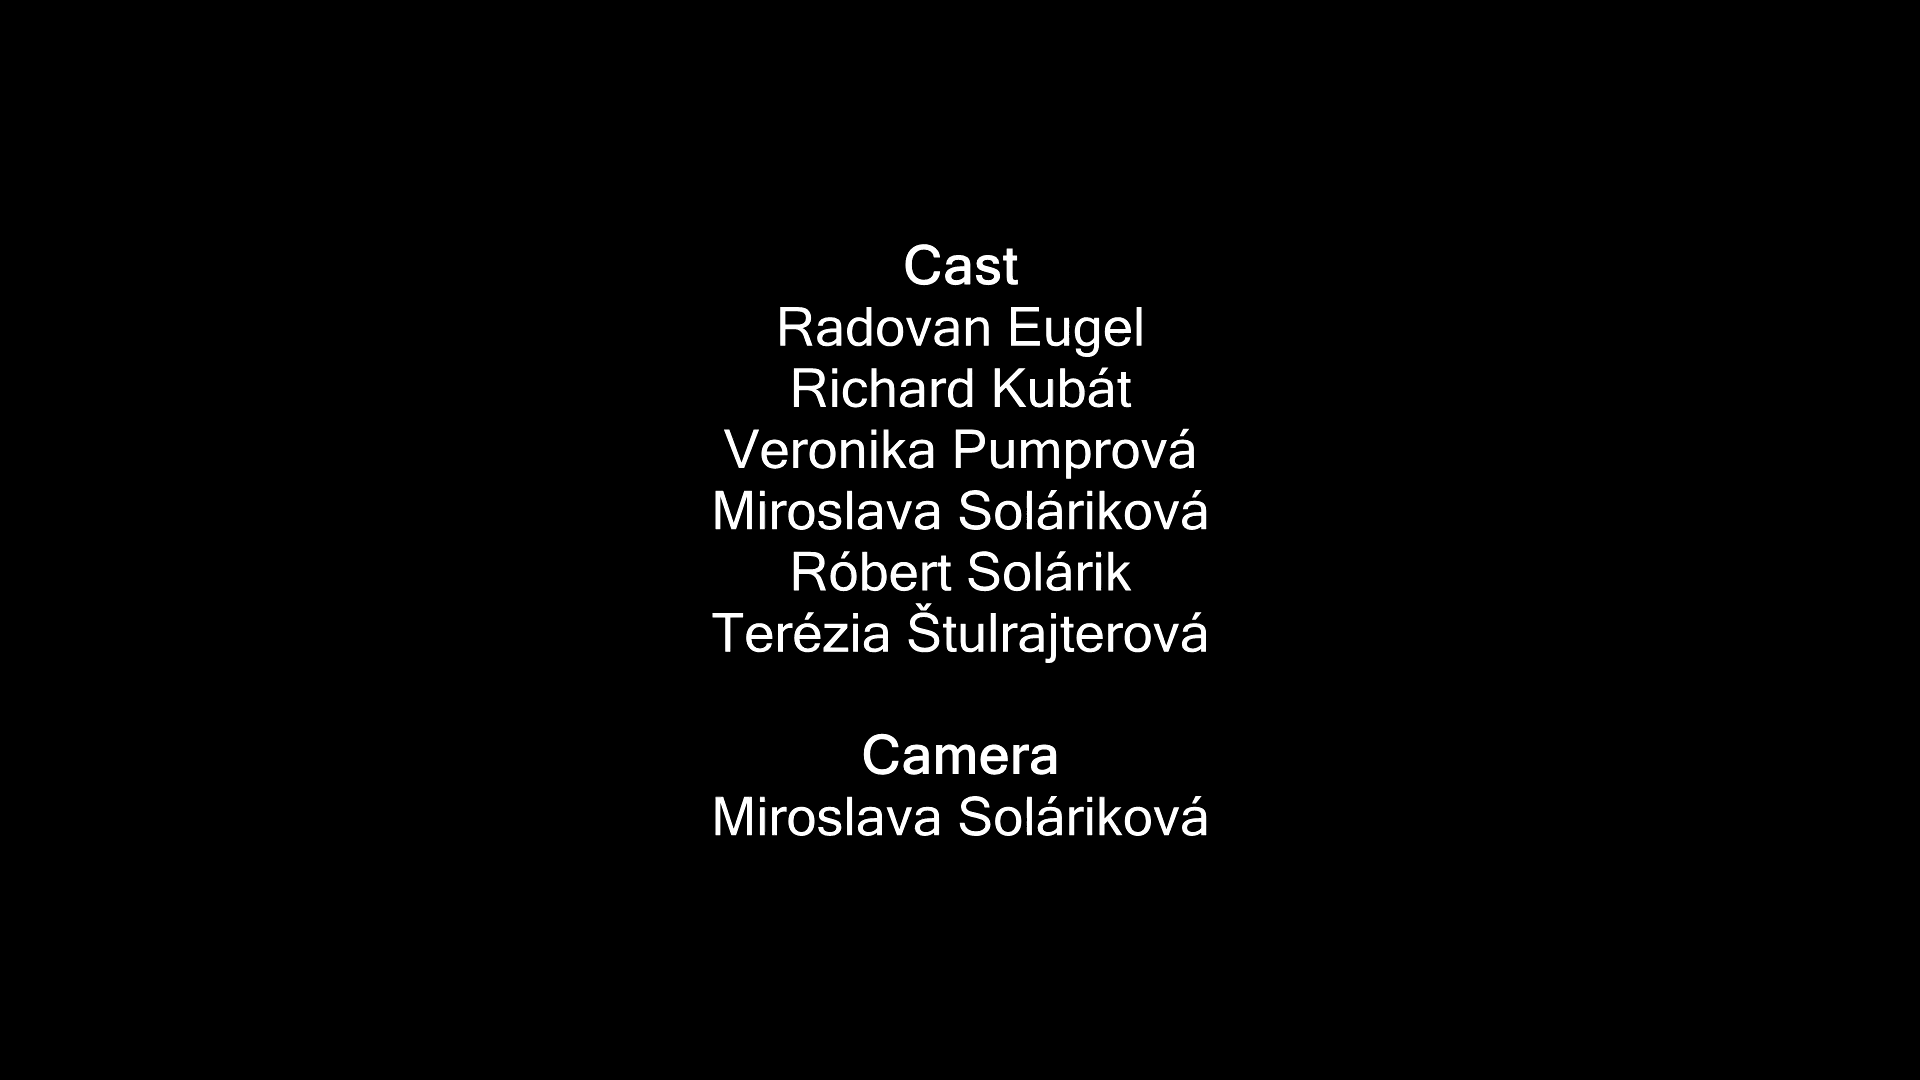 Cast
Radovan Eugel
Richard Kubát
Veronika Pumprová
Miroslava Soláriková
Róbert Solárik
Terézia Štulrajterová
Camera
Miroslava Soláriková